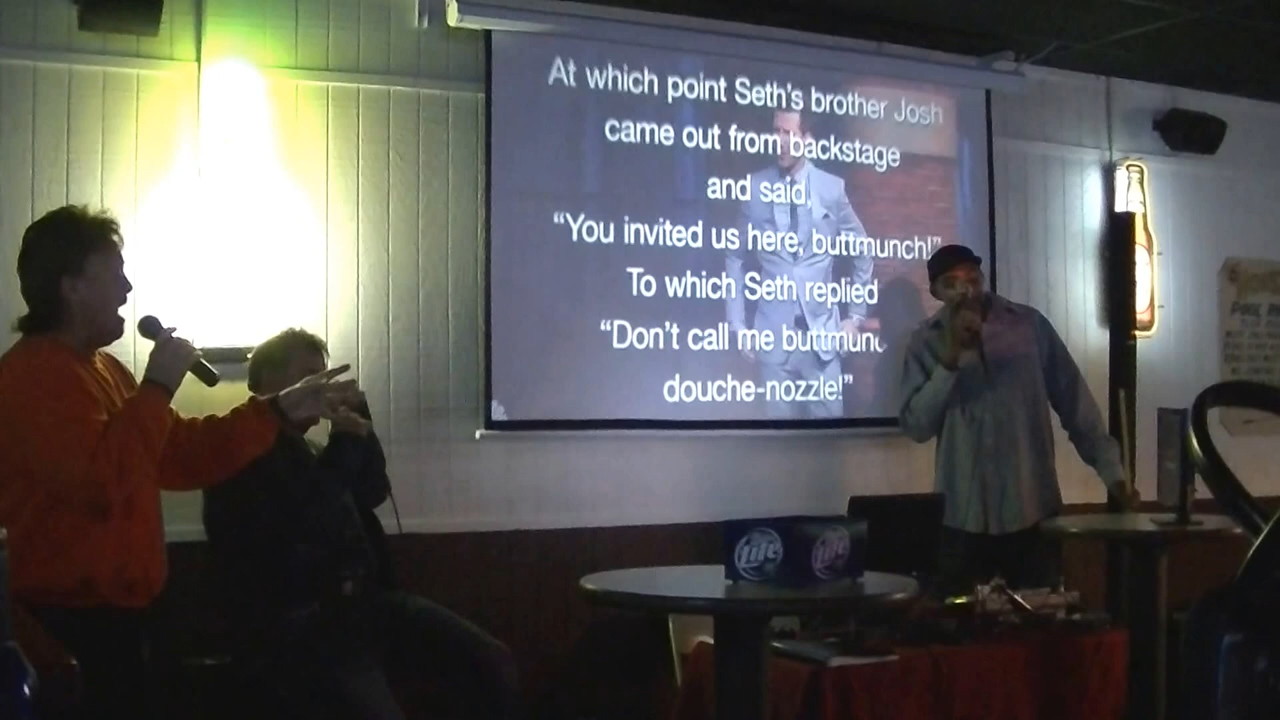 At which point Seth's brother Josh
came out from backstage
and said,
“You invited us here, buttmunch!”
To which Seth replied
“Don't call me buttmunc
douche-nozzle!”
Lite
Lite